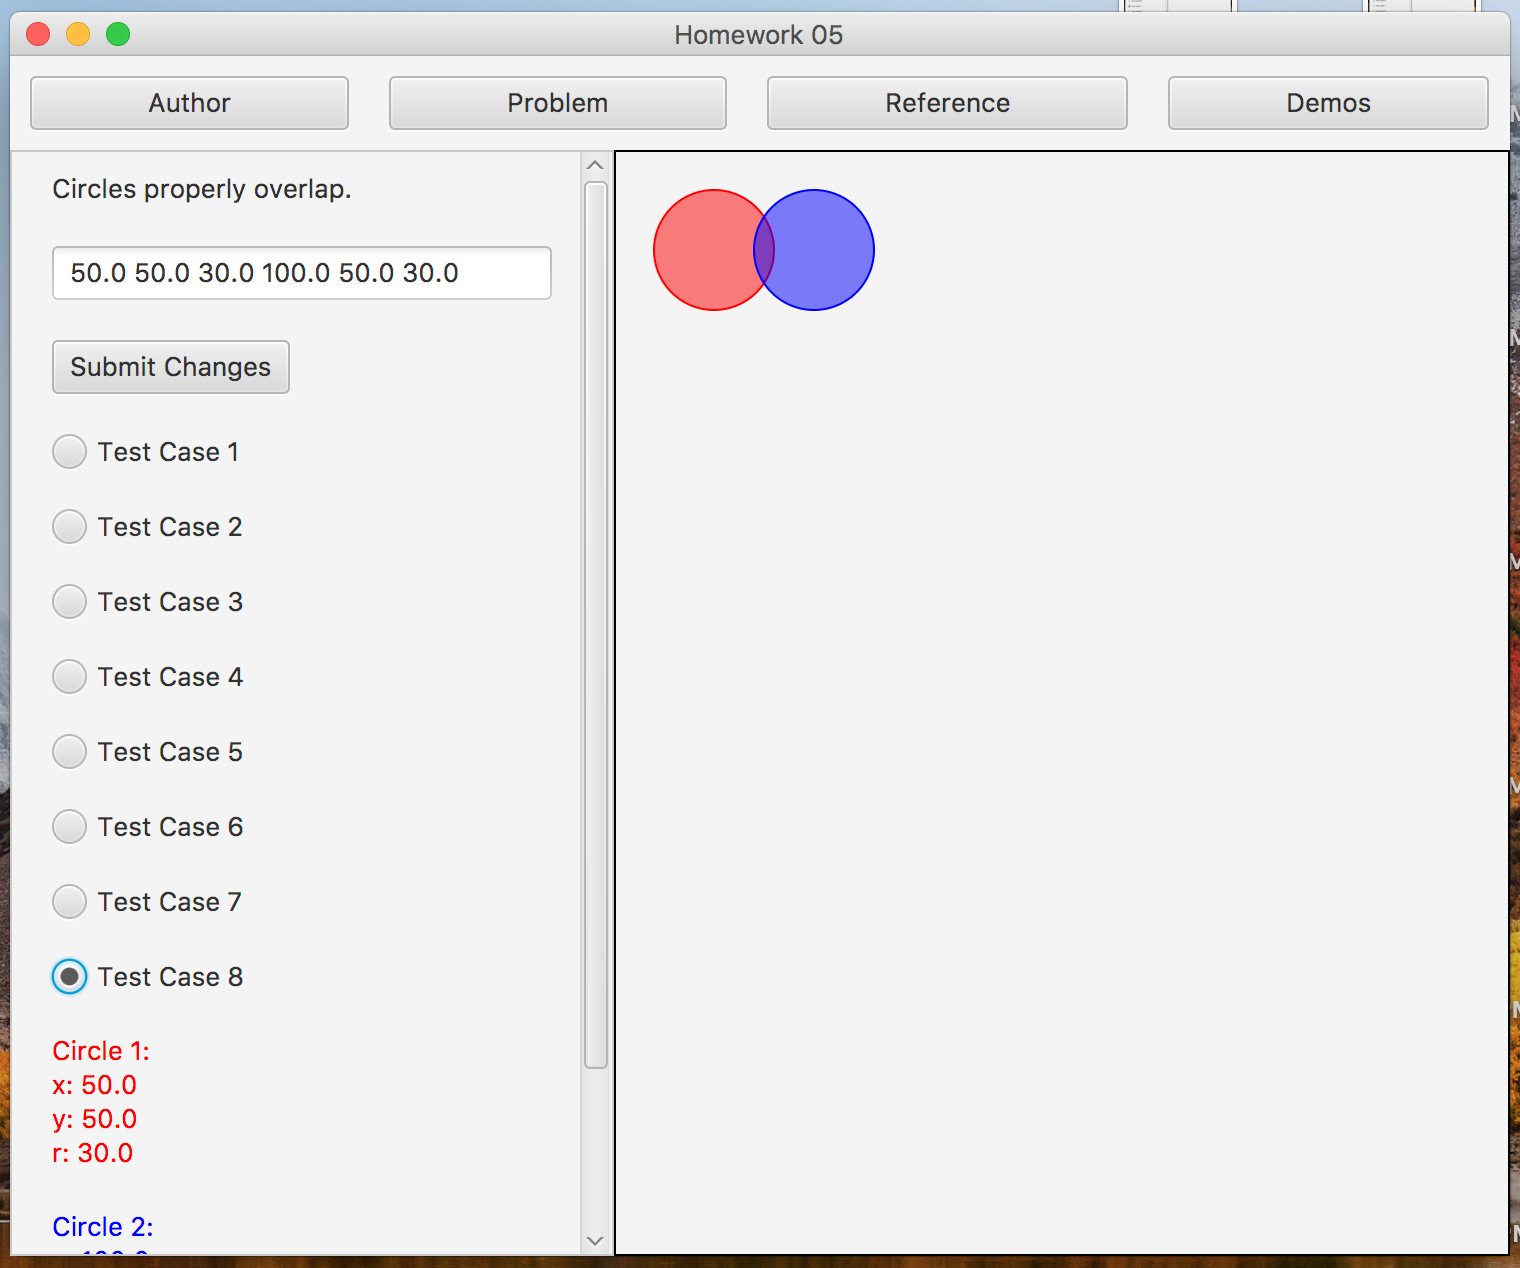 Homework 05
Author
Problem
Reference
Demos
Circles properly overlap.
50.0 50.0 30.0 100.0 50.0 30.0
Submit Changes
Test Case 1
Test Case 2
Test Case 3
Test Case 4
Test Case 5
Test Case 6
Test Case 7
Test Case 8
Circle 1:
x: 50.0
y: 50.0
r: 30.0
Circle 2: